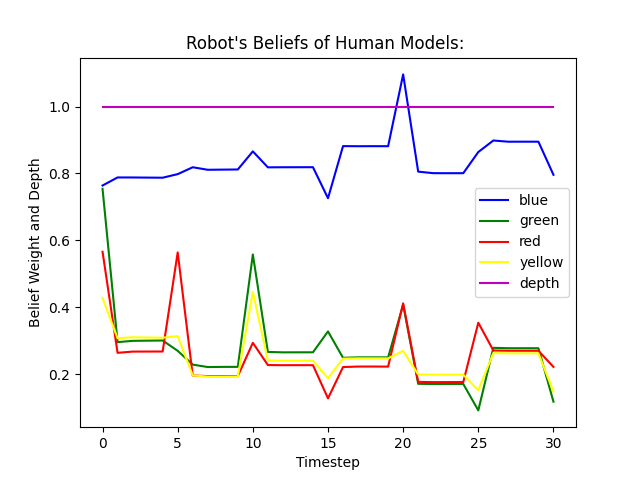 Robot's Beliefs of Human Models:
1.0
0.8
0.6
0.4
0.2
Belief Weight and Depth
blue
green
red
yellow
depth
0 5 10 15 20 25 30
Timestep